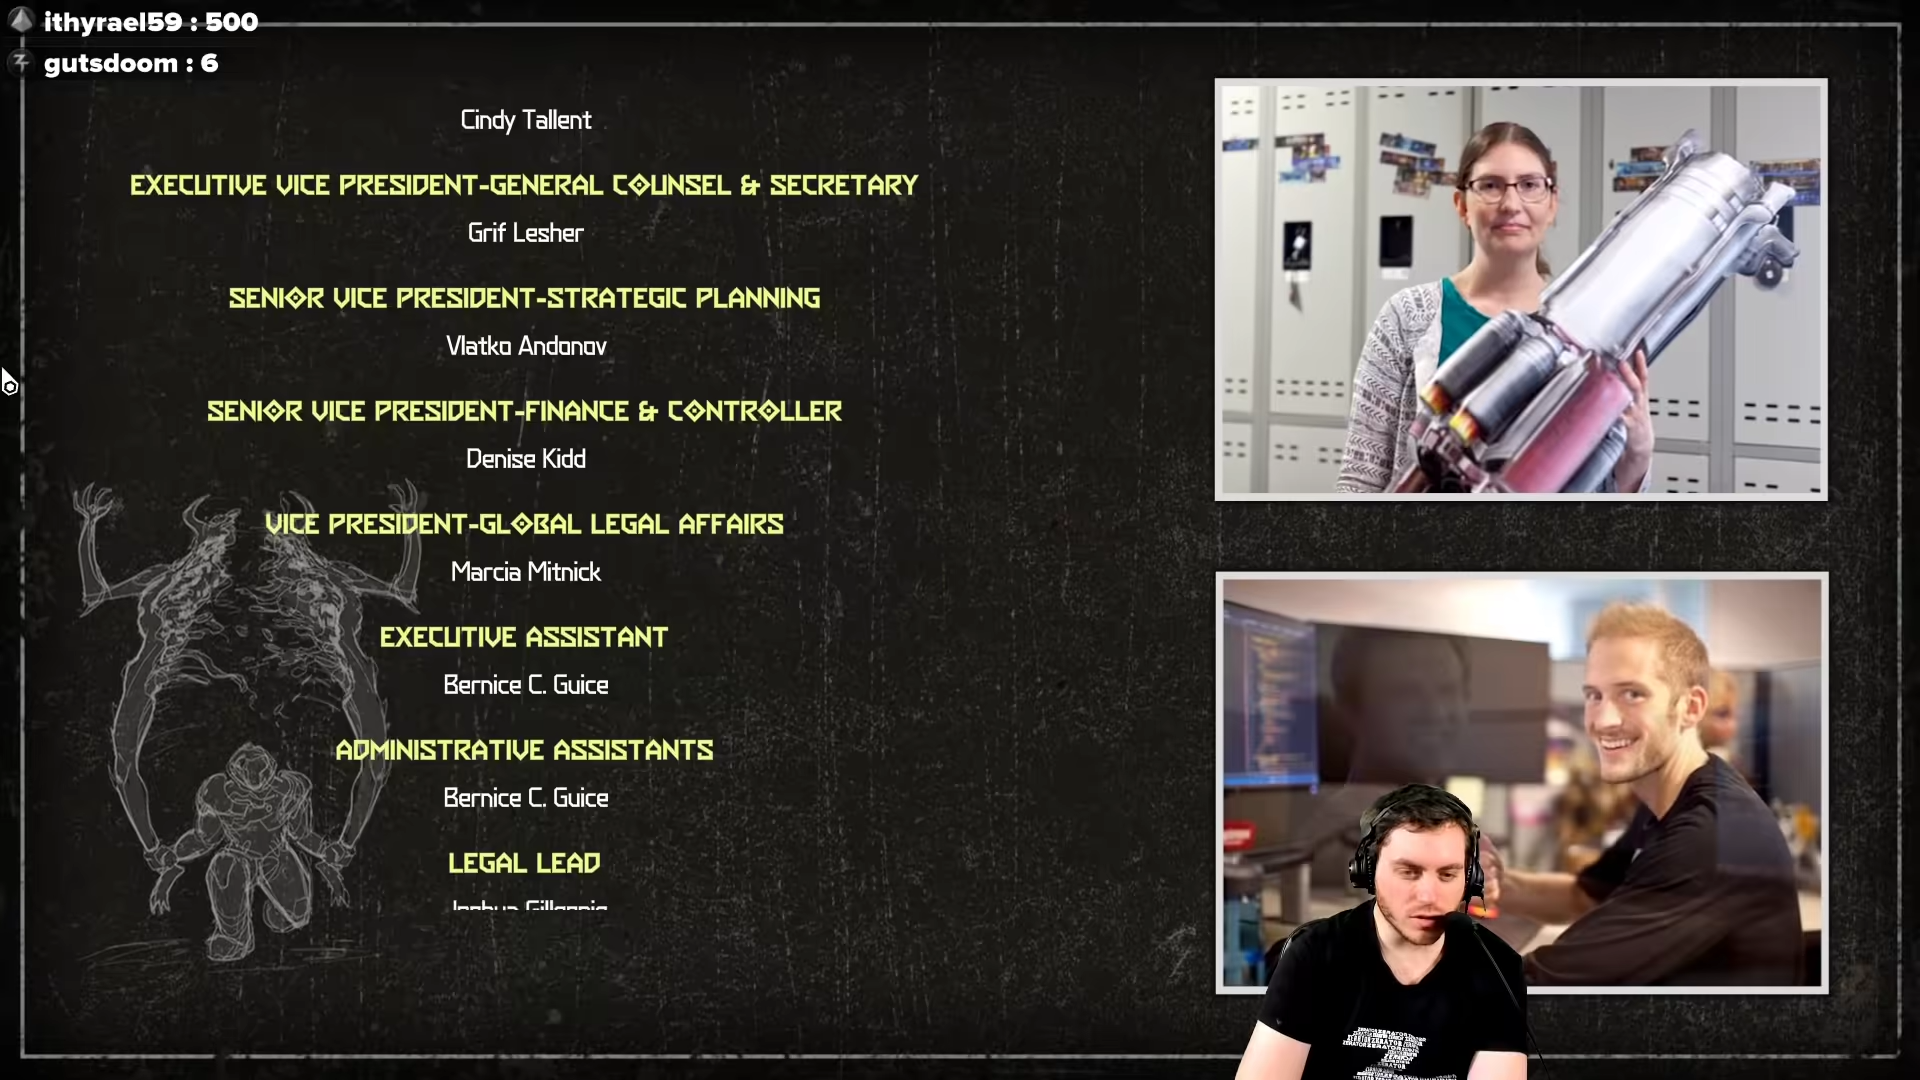 ithyrael59 : 500
gutsdoom : 6
Cindy Tallent
EXECUTIVE VICE PRESIDENT-GENERAL COUNSEL & SECRETARY
Grif Lesher
SENIOR VICE PRESIDENT-STRATEGIC PLANNING
Vlatko Andonov
SENIOR VICE PRESIDENT-FINANCE & CONTROLLER
Denise Kidd
VICE PRESIDENT-GLOBAL LEGAL AFFAIRS
Marcia Mitnick
EXECUTIVE ASSISTANT
Bernice C. Guice
ADMINISTRATIVE ASSISTANTS
Bernice C. Guice
LEGAL LEAD